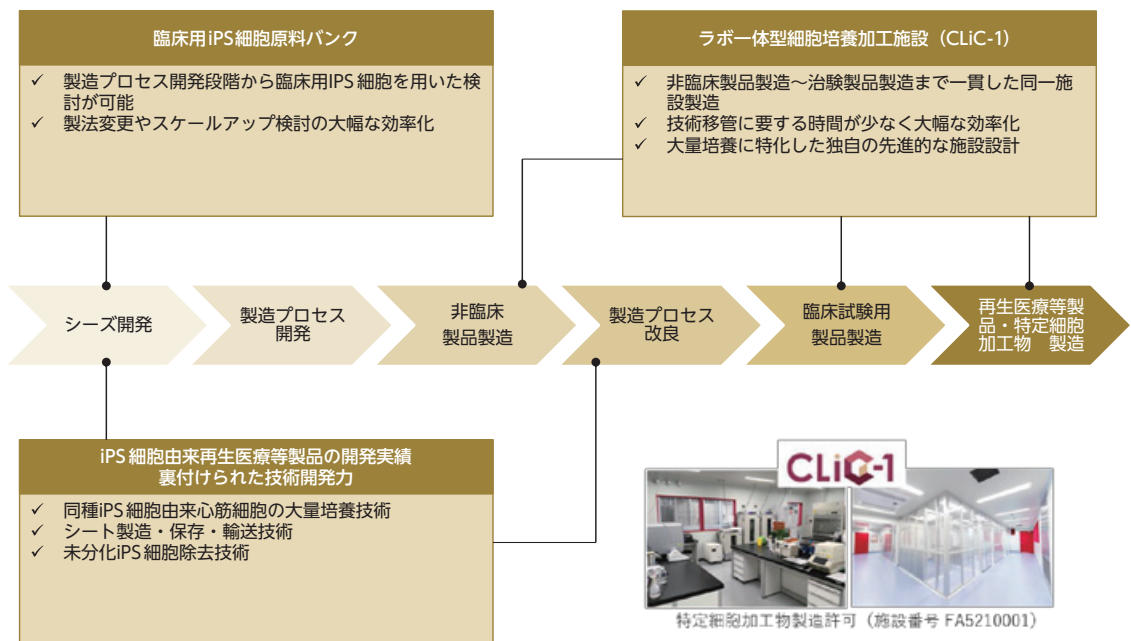 臨床用iPS細胞原料バンク
✓ 製造プロセス開発段階から臨床用IPS細胞を用いた検
討が可能
✓ 製法変更やスケールアップ検討の大幅な効率化
ラボ一体型細胞培養加工施設（CLiC-1）
✓ 非臨床製品製造～治験製品製造まで一貫した同一施
設製造
✓ 技術移管に要する時間が少なく大幅な効率化
✓ 大量培養に特化した独自の先進的な施設設計
シーズ開発
製造プロセス
開発
非臨床
製品製造
製造プロセス
改良
臨床試験用
製品製造
再生医療等製
品・特定細胞
加工物　製造
iPS細胞由来再生医療等製品の開発実績
裏付けられた技術開発力
✓ 同種iPS細胞由来心筋細胞の大量培養技術
✓ シート製造・保存・輸送技術
✓ 未分化iPS細胞除去技術
CLiC-1
特定細胞加工物製造許可（施設番号 FA5210001）